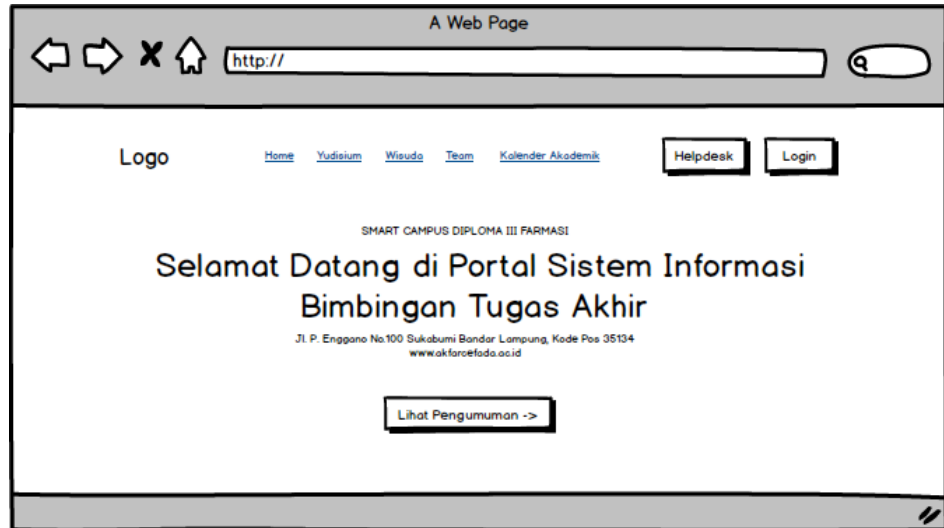 A Web Page
http://
Logo
Home Yudisium Wisuda Team Kalender Akademik
Helpdesk Login
SMART CAMPUS DIPLOMA III FARMASI
Selamat Datang di Portal Sistem Informasi
Bimbingan Tugas Akhir
Jl. P. Enggano No.100 Sukabumi Bandar Lampung, Kode Pos 35134
www.akfarcefada.ac.id
Lihat Pengumuman ->